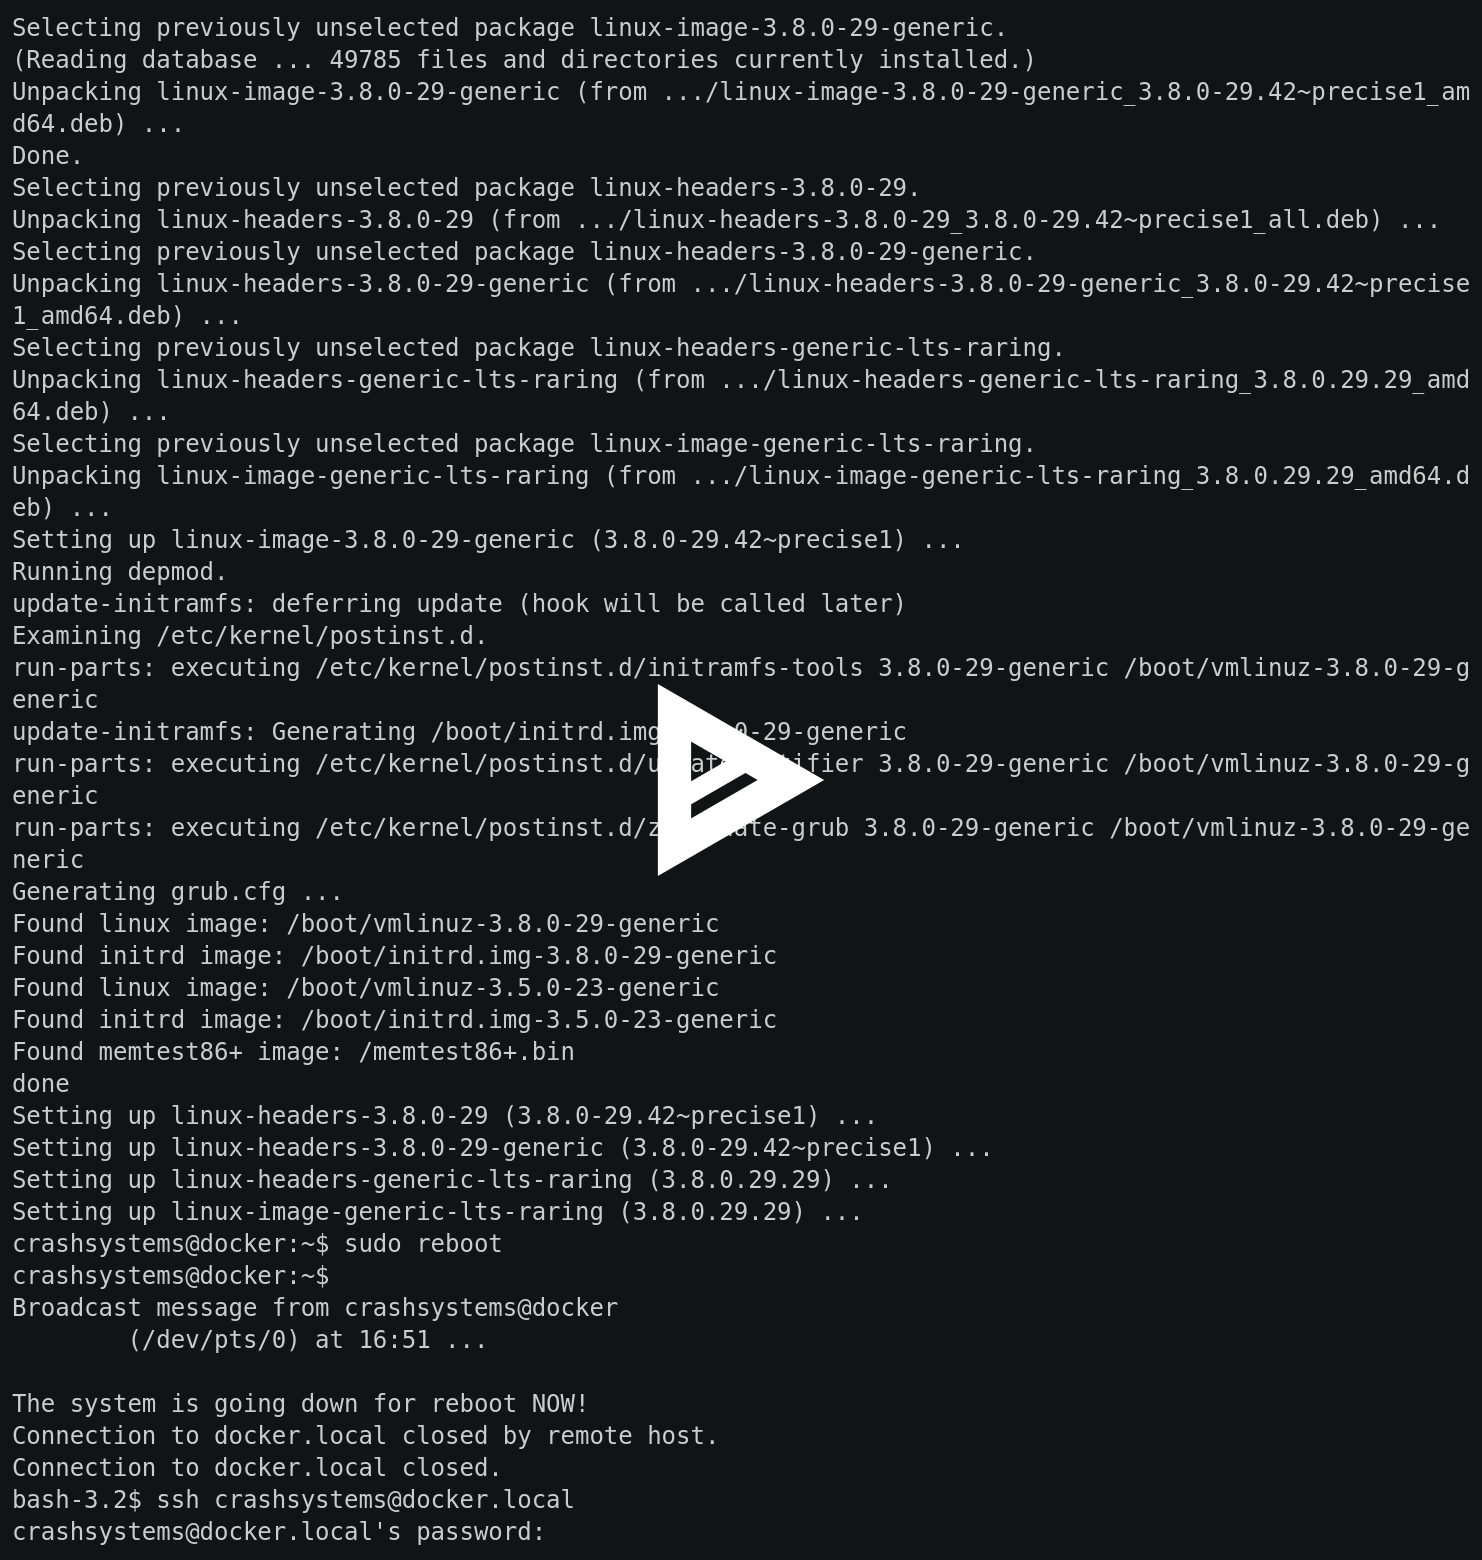 Selecting previously unselected package linux-image-3.8.0-29-generic.
(Reading database ... 49785 files and directories currently installed.)
Unpacking linux-image-3.8.0-29-generic (from .../linux-image-3.8.0-29-generic_3.8.0-29.42~precise1_am
d64.deb) ...
Done.
Selecting previously unselected package linux-headers-3.8.0-29.
Unpacking linux-headers-3.8.0-29 (from .../linux-headers-3.8.0-29_3.8.0-29.42~precise1_all.deb) ...
Selecting previously unselected package linux-headers-3.8.0-29-generic.
Unpacking linux-headers-3.8.0-29-generic (from .../linux-headers-3.8.0-29-generic_3.8.0-29.42~precise
1_amd64.deb) ...
Selecting previously unselected package linux-headers-generic-lts-raring.
Unpacking linux-headers-generic-lts-raring (from .../linux-headers-generic-lts-raring_3.8.0.29.29_amd
64.deb) ...
Selecting previously unselected package linux-image-generic-lts-raring.
Unpacking linux-image-generic-lts-raring (from .../linux-image-generic-lts-raring_3.8.0.29.29_amd64.d
eb) ...
Setting up linux-image-3.8.0-29-generic (3.8.0-29.42~precise1) ...
Running depmod.
update-initramfs: deferring update (hook will be called later)
Examining /etc/kernel/postinst.d.
run-parts: executing /etc/kernel/postinst.d/initramfs-tools 3.8.0-29-generic /boot/vmlinuz-3.8.0-29-g
eneric
update-initramfs: Generating /boot/initrd.img 0-29-generic
run-parts: executing /etc/kernel/postinst.d/ 3.8.0-29-generic /boot/vmlinuz-3.8.0-29-g
eneric
run-parts: executing /etc/kernel/postinst.d/ 3.8.0-29-generic /boot/vmlinuz-3.8.0-29-ge
neric
Generating grub.cfg ...
Found linux image: /boot/vmlinuz-3.8.0-29-generic
Found initrd image: /boot/initrd.img-3.8.0-29-generic
Found linux image: /boot/vmlinuz-3.5.0-23-generic
Found initrd image: /boot/initrd.img-3.5.0-23-generic
Found memtest86+ image: /memtest86+.bin
done
Setting up linux-headers-3.8.0-29 (3.8.0-29.42~precise1) ...
Setting up linux-headers-3.8.0-29-generic (3.8.0-29.42~precise1) ...
Setting up linux-headers-generic-lts-raring (3.8.0.29.29) ...
Setting up linux-image-generic-lts-raring (3.8.0.29.29) ...
crashsystems@docker:~$ sudo reboot
crashsystems@docker:~$
Broadcast message from crashsystems@docker
        (/dev/pts/0) at 16:51 ...
The system is going down for reboot NOW!
Connection to docker.local closed by remote host.
Connection to docker.local closed.
bash-3.2$ ssh crashsystems@docker.local
crashsystems@docker.local's password: